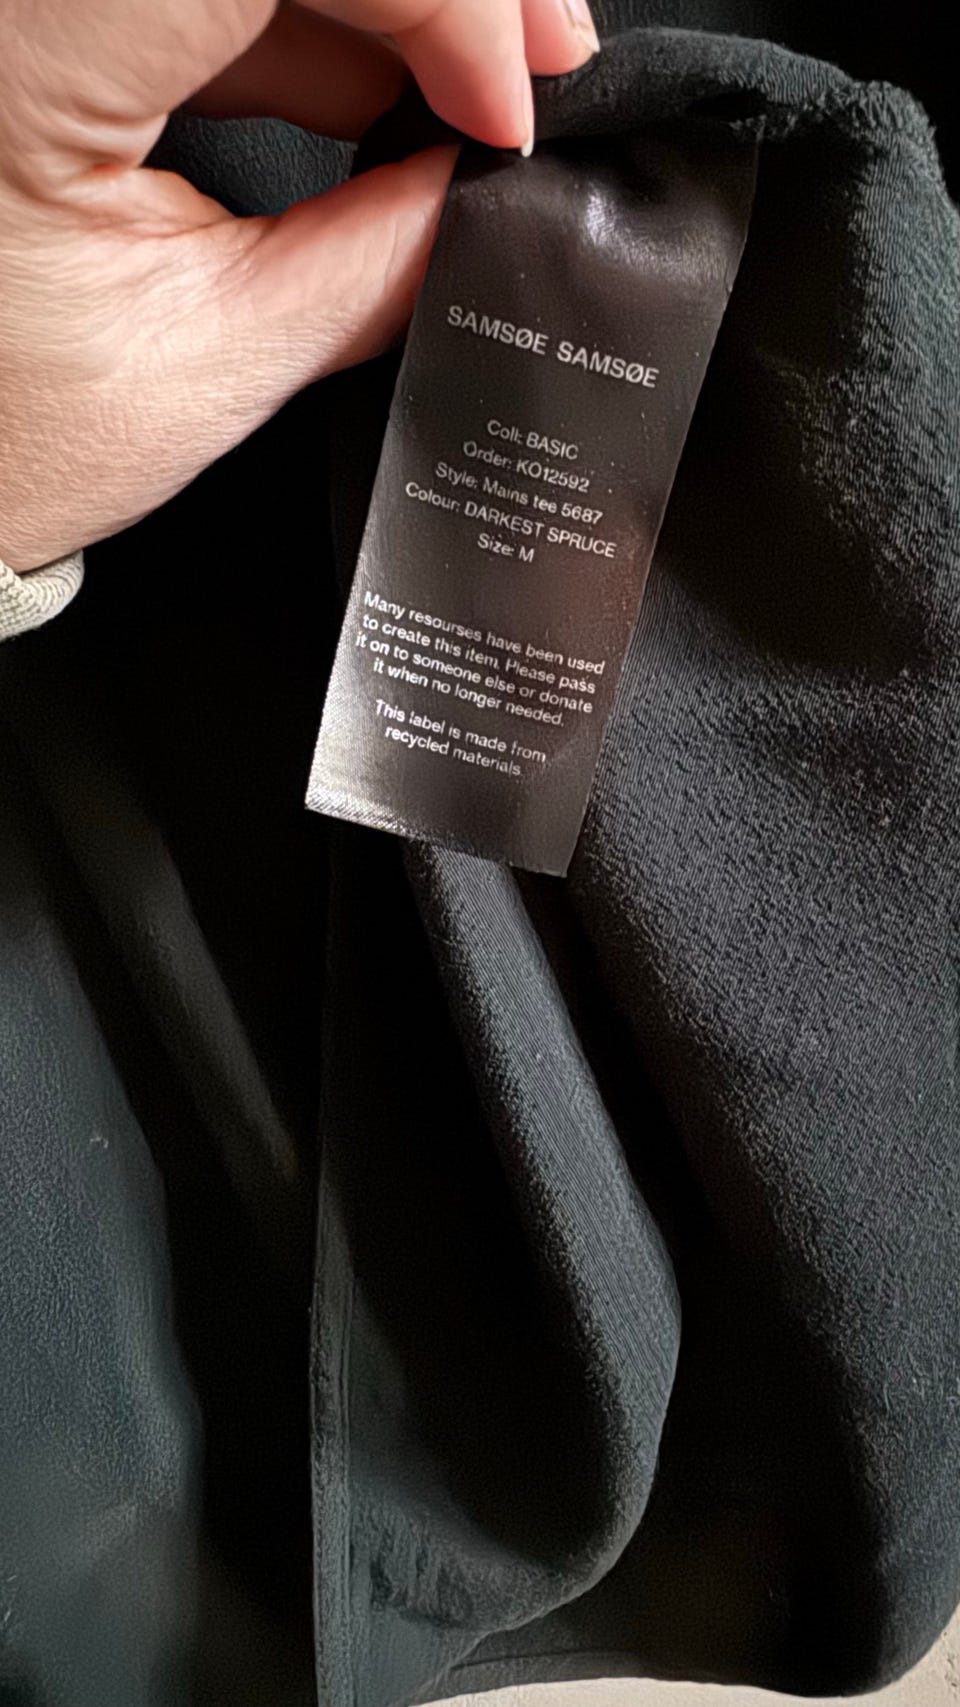 SAMSØE SAMSØE
Coll: BASIC
Order: KO12592
Style: Mains tee 5687
Colour: DARKEST SPRUCE
Size: M
Many resourses have been used
to create this item. Please pass
it on to someone else or donate
it when no longer needed.
This label is made from
recycled materials.